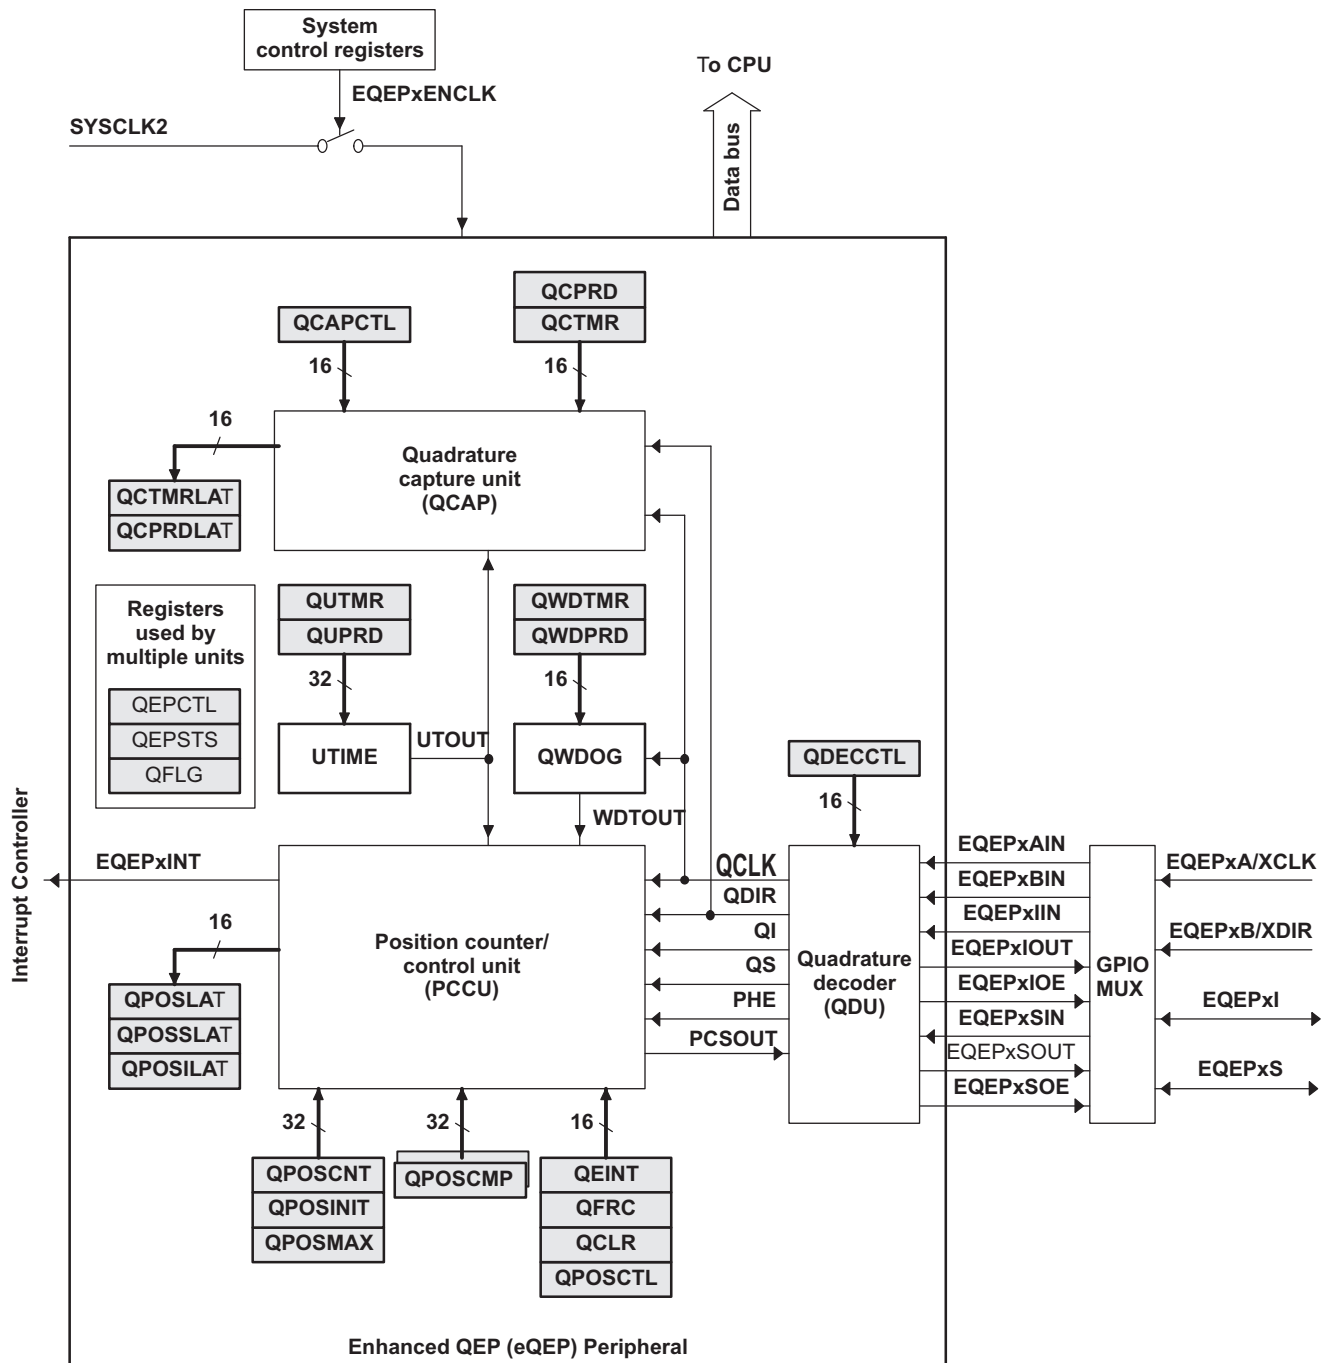 System
control registers
To CPU
EQEPxENCLK
SYSCLK2
Data bus
QCPRD
QCAPCTL
QCTMR
16
16
16
Quadrature
capture unit
(QCAP)
QCTMRLAT
QCPRDLAT
Registers
used by
multiple units
QEPCTL
QEPSTS
QFLG
QUTMR
QUPRD
32
QWDTMR
QWDPRD
16
UTIME
UTOUT
QWDOG
WDTOUT
QDECCTL
16
Interrupt Controller
EQEPxINT
16
QPOSLAT
QPOSSLAT
QPOSILAT
Position counter/
control unit
(PCCU)
QCLK
QDIR
QI
QS
PHE
PCSOUT
Quadrature
decoder
(QDU)
EQEPxAIN
EQEPxBIN
EQEPxIIN
EQEPxIOUT
EQEPxIOE
EQEPxSIN
EQEPxSOUT
EQEPxSOE
GPIO
MUX
EQEPxA/XCLK
EQEPxB/XDIR
EQEPxI
EQEPxS
32
32
16
QPOSCNT
QPOSINIT
QPOSMAX
QPOSCMP
QEINT
QFRC
QCLR
QPOSCTL
Enhanced QEP (eQEP) Peripheral